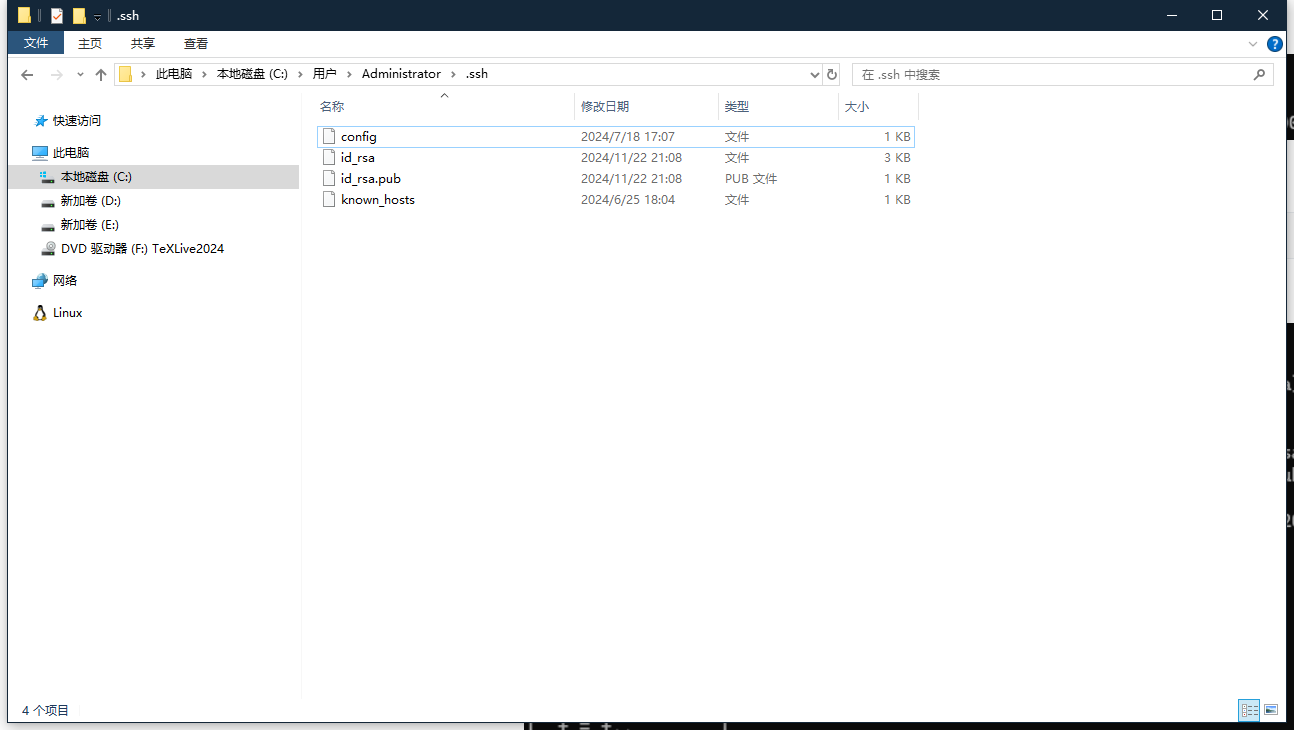 .ssh
文件 主页 共享 查看
此电脑 本地磁盘 (C:) 用户 Administrator .ssh
在 .ssh 中搜索
名称 修改日期 类型 大小
快速访问
此电脑
本地磁盘 (C:)
新加卷 (D:)
新加卷 (E:)
DVD 驱动器 (F:) TeXLive2024
网络
Linux
config 2024/7/18 17:07 文件 1 KB
id_rsa 2024/11/22 21:08 文件 3 KB
id_rsa.pub 2024/11/22 21:08 PUB 文件 1 KB
known_hosts 2024/6/25 18:04 文件 1 KB
4 个项目